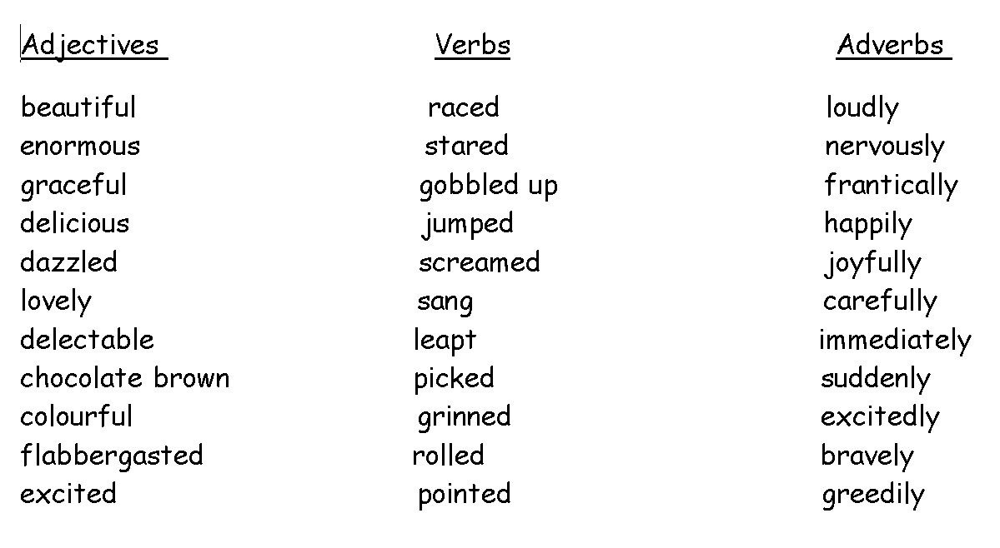 Adjectives Verbs Adverbs
beautiful raced loudly
enormous stared nervously
graceful gobbled up frantically
delicious jumped happily
dazzled screamed joyfully
lovely sang carefully
delectable leapt immediately
chocolate brown picked suddenly
colourful grinned excitedly
flabbergasted rolled bravely
excited pointed greedily